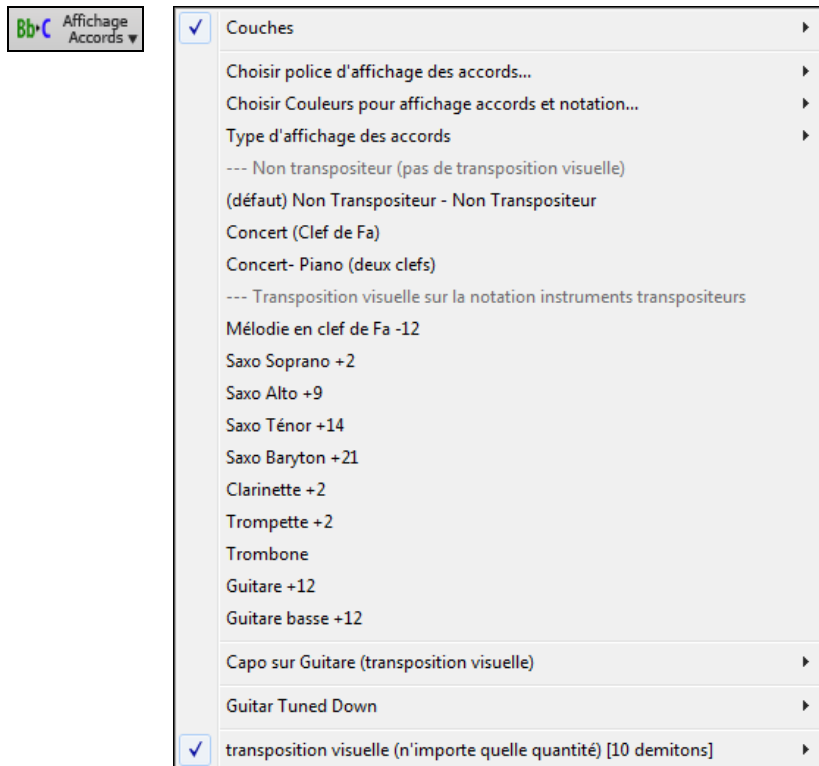 Bb▸C Affichage
Accords ▼
Couches
Choisir police d'affichage des accords...
Choisir Couleurs pour affichage accords et notation...
Type d'affichage des accords
--- Non transpositeur (pas de transposition visuelle)
(défaut) Non Transpositeur - Non Transpositeur
Concert (Clef de Fa)
Concert- Piano (deux clefs)
--- Transposition visuelle sur la notation instruments transpositeurs
Mélodie en clef de Fa -12
Saxo Soprano +2
Saxo Alto +9
Saxo Ténor +14
Saxo Baryton +21
Clarinette +2
Trompette +2
Trombone
Guitare +12
Guitare basse +12
Capo sur Guitare (transposition visuelle)
Guitar Tuned Down
transposition visuelle (n'importe quelle quantité) [10 demitons]